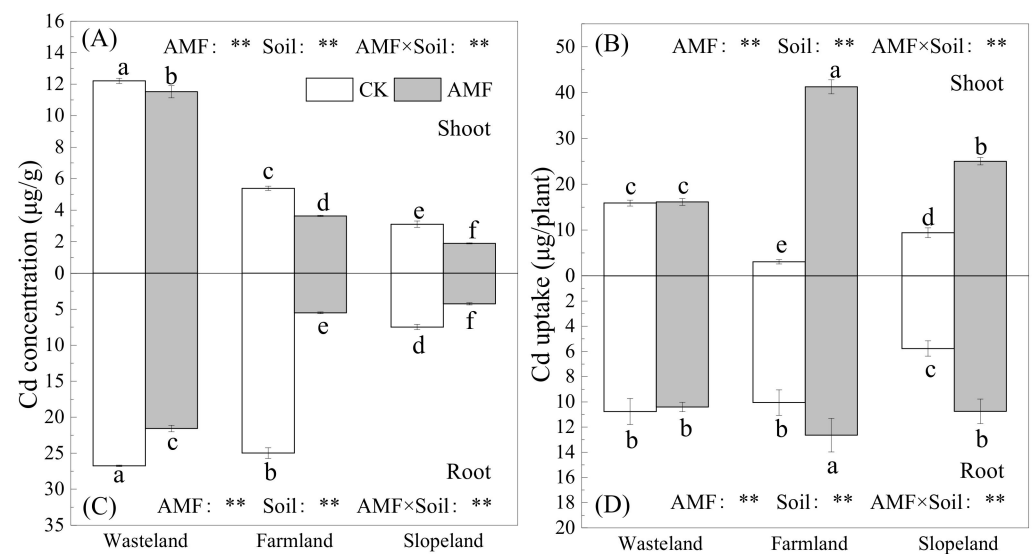 (A)
AMF: ** Soil: ** AMF×Soil: **
CK AMF
Shoot
Cd concentration (μg/g)
16
14
12
10
8
6
4
2
0
5
10
15
20
25
30
35
a b
c d
e f
a c
b e
d f
Root
(C)
AMF: ** Soil: ** AMF×Soil: **
Wasteland Farmland Slopeland
(B)
AMF: ** Soil: ** AMF×Soil: **
Shoot
Cd uptake (μg/plant)
50
40
30
20
10
0
2
4
6
8
10
12
14
16
18
20
c c
e a
d b
b b
b a
c b
Root
(D)
AMF: ** Soil: ** AMF×Soil: **
Wasteland Farmland Slopeland